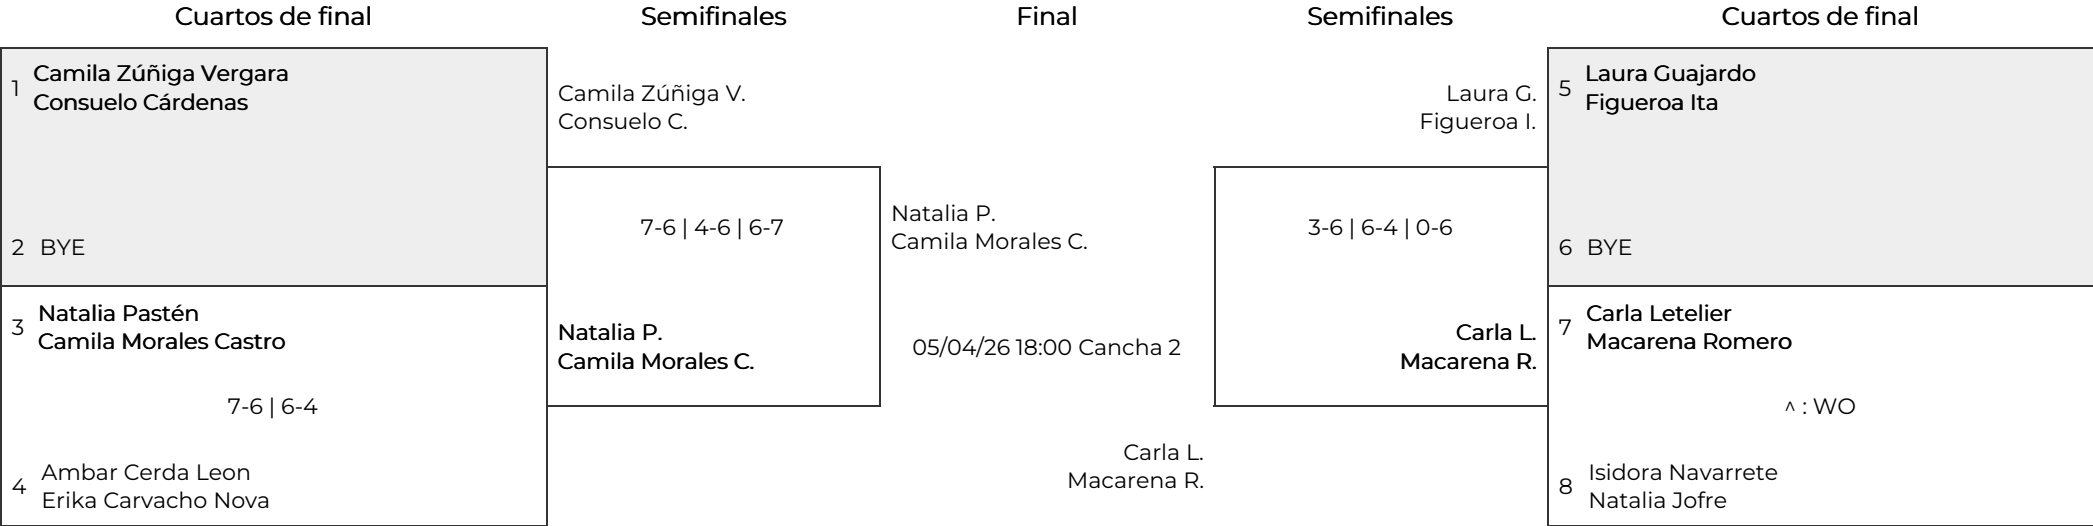 Cuartos de final
Semifinales
Final
Semifinales
Cuartos de final
1
Camila Zúñiga Vergara
Consuelo Cárdenas
2 BYE
3
Natalia Pastén
Camila Morales Castro
7-6 | 6-4
4
Ambar Cerda Leon
Erika Carvacho Nova
Camila Zúñiga V.
Consuelo C.
7-6 | 4-6 | 6-7
Natalia P.
Camila Morales C.
Natalia P.
Camila Morales C.
05/04/26 18:00 Cancha 2
Carla L.
Macarena R.
Laura G.
Figueroa I.
3-6 | 6-4 | 0-6
Carla L.
Macarena R.
5
Laura Guajardo
Figueroa Ita
6 BYE
7
Carla Letelier
Macarena Romero
^ : WO
8
Isidora Navarrete
Natalia Jofre